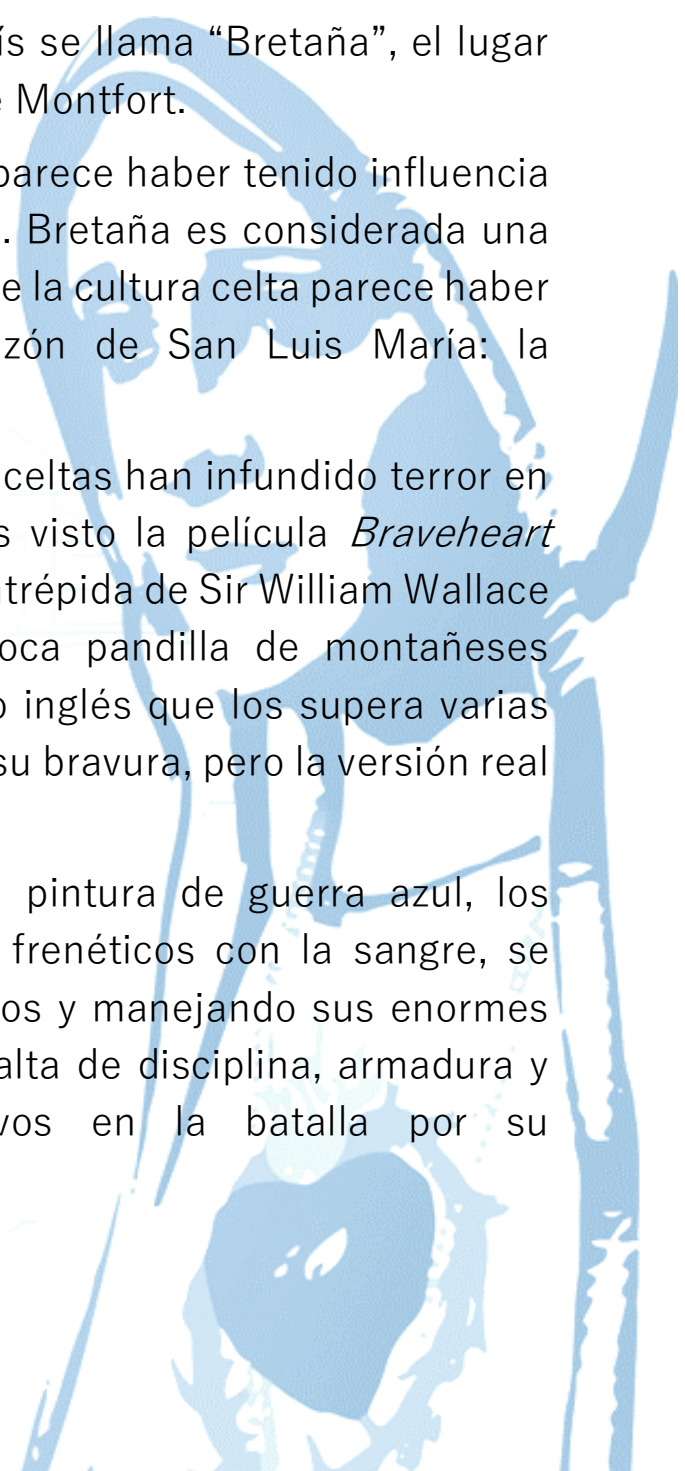 ís se llama “Bretaña”, el lugar
e Montfort.
parece haber tenido influencia
. Bretaña es considerada una
e la cultura celta parece haber
zón de San Luis María: la
celtas han infundido terror en
s visto la película Braveheart
ntrépida de Sir William Wallace
oca pandilla de montañeses
o inglés que los supera varias
su bravura, pero la versión real
pintura de guerra azul, los
frenéticos con la sangre, se
os y manejando sus enormes
alta de disciplina, armadura y
vos en la batalla por su